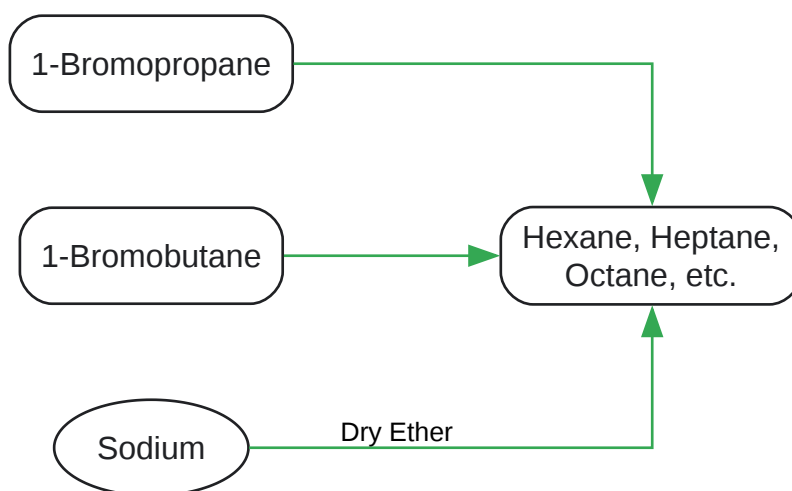 1-Bromopropane
1-Bromobutane
Hexane, Heptane,
Octane, etc.
Dry Ether
Sodium